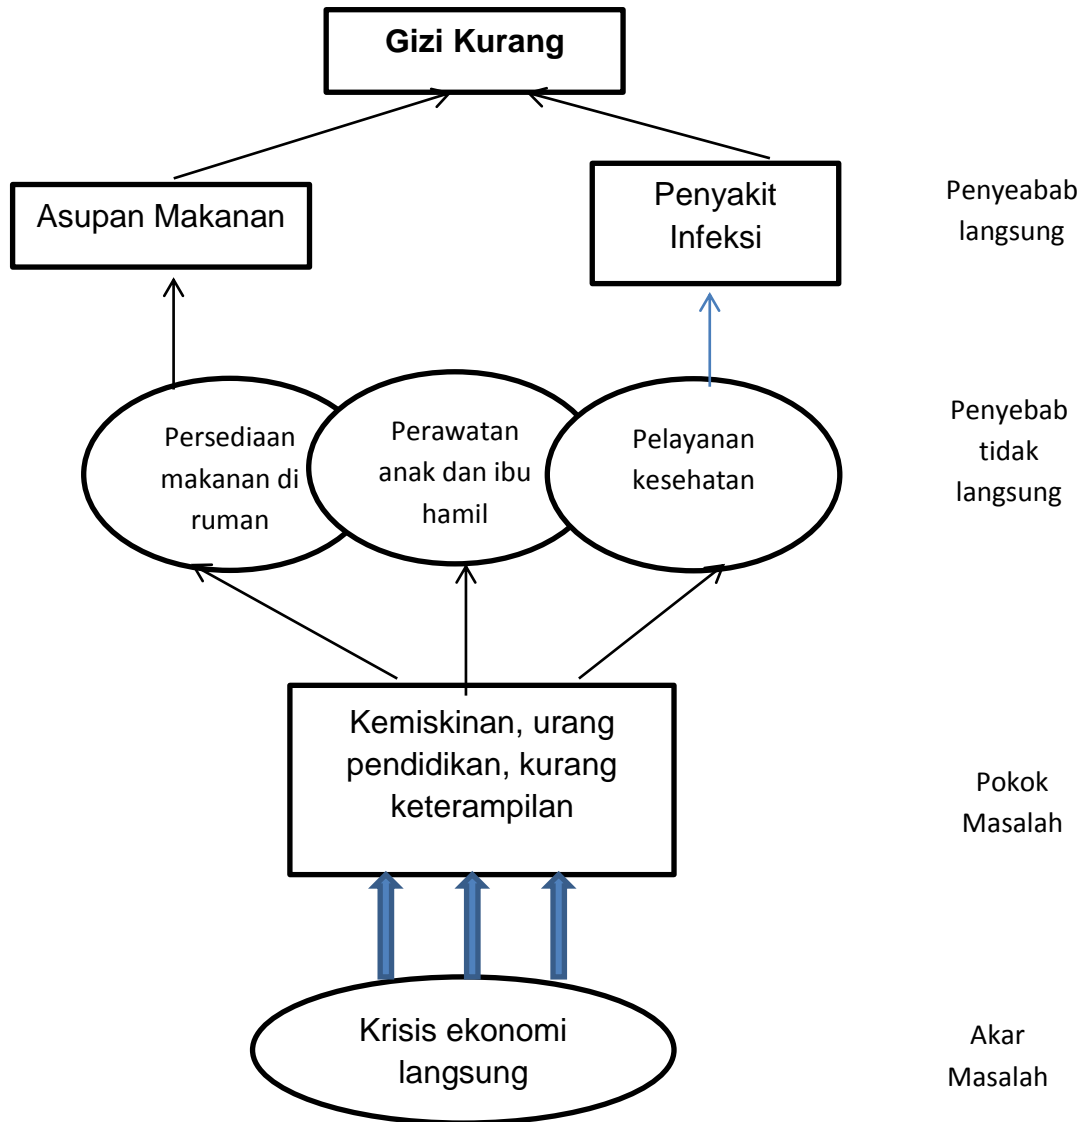 Gizi Kurang
Asupan Makanan
Penyakit
Infeksi
Penyeabab
langsung
Persediaan
makanan di
ruman
Perawatan
anak dan ibu
hamil
Pelayanan
kesehatan
Penyebab
tidak
langsung
Kemiskinan, urang
pendidikan, kurang
keterampilan
Pokok
Masalah
Krisis ekonomi
langsung
Akar
Masalah